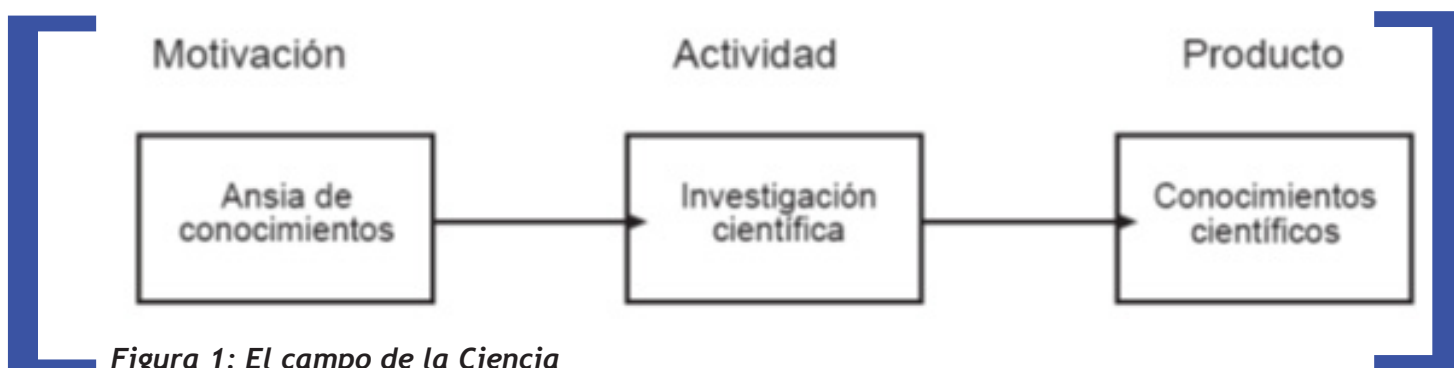 Motivación
Actividad
Producto
Ansia de
conocimientos
Investigación
científica
Conocimientos
científicos
Figura 1: El campo de la Ciencia